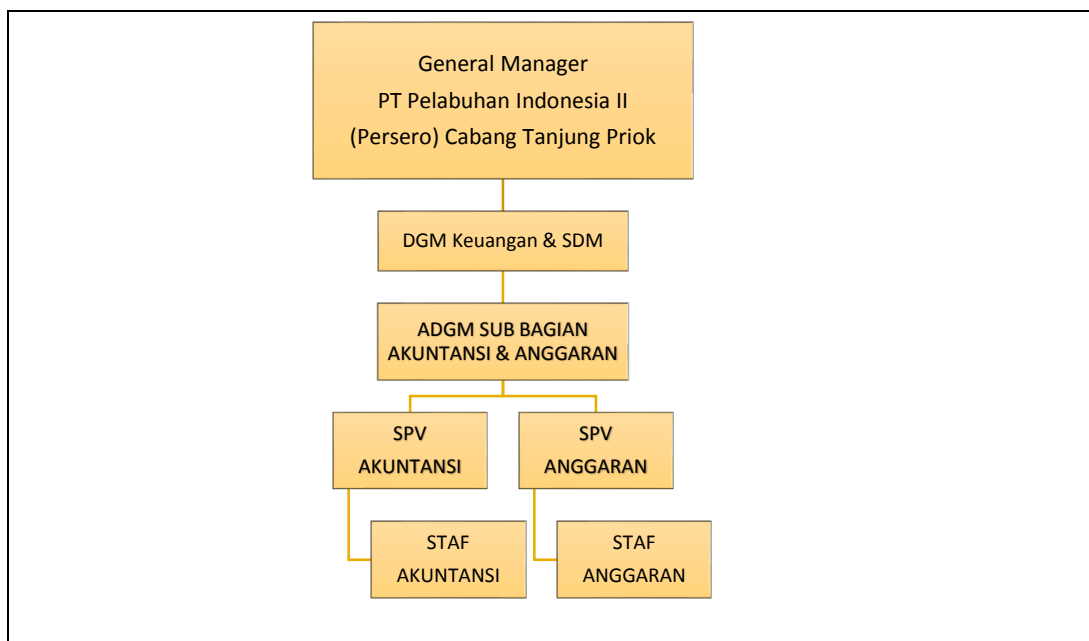 General Manager
PT Pelabuhan Indonesia II
(Persero) Cabang Tanjung Priok
DGM Keuangan & SDM
ADGM SUB BAGIAN
AKUNTANSI & ANGGARAN
SPV
AKUNTANSI
SPV
ANGGARAN
STAF
AKUNTANSI
STAF
ANGGARAN